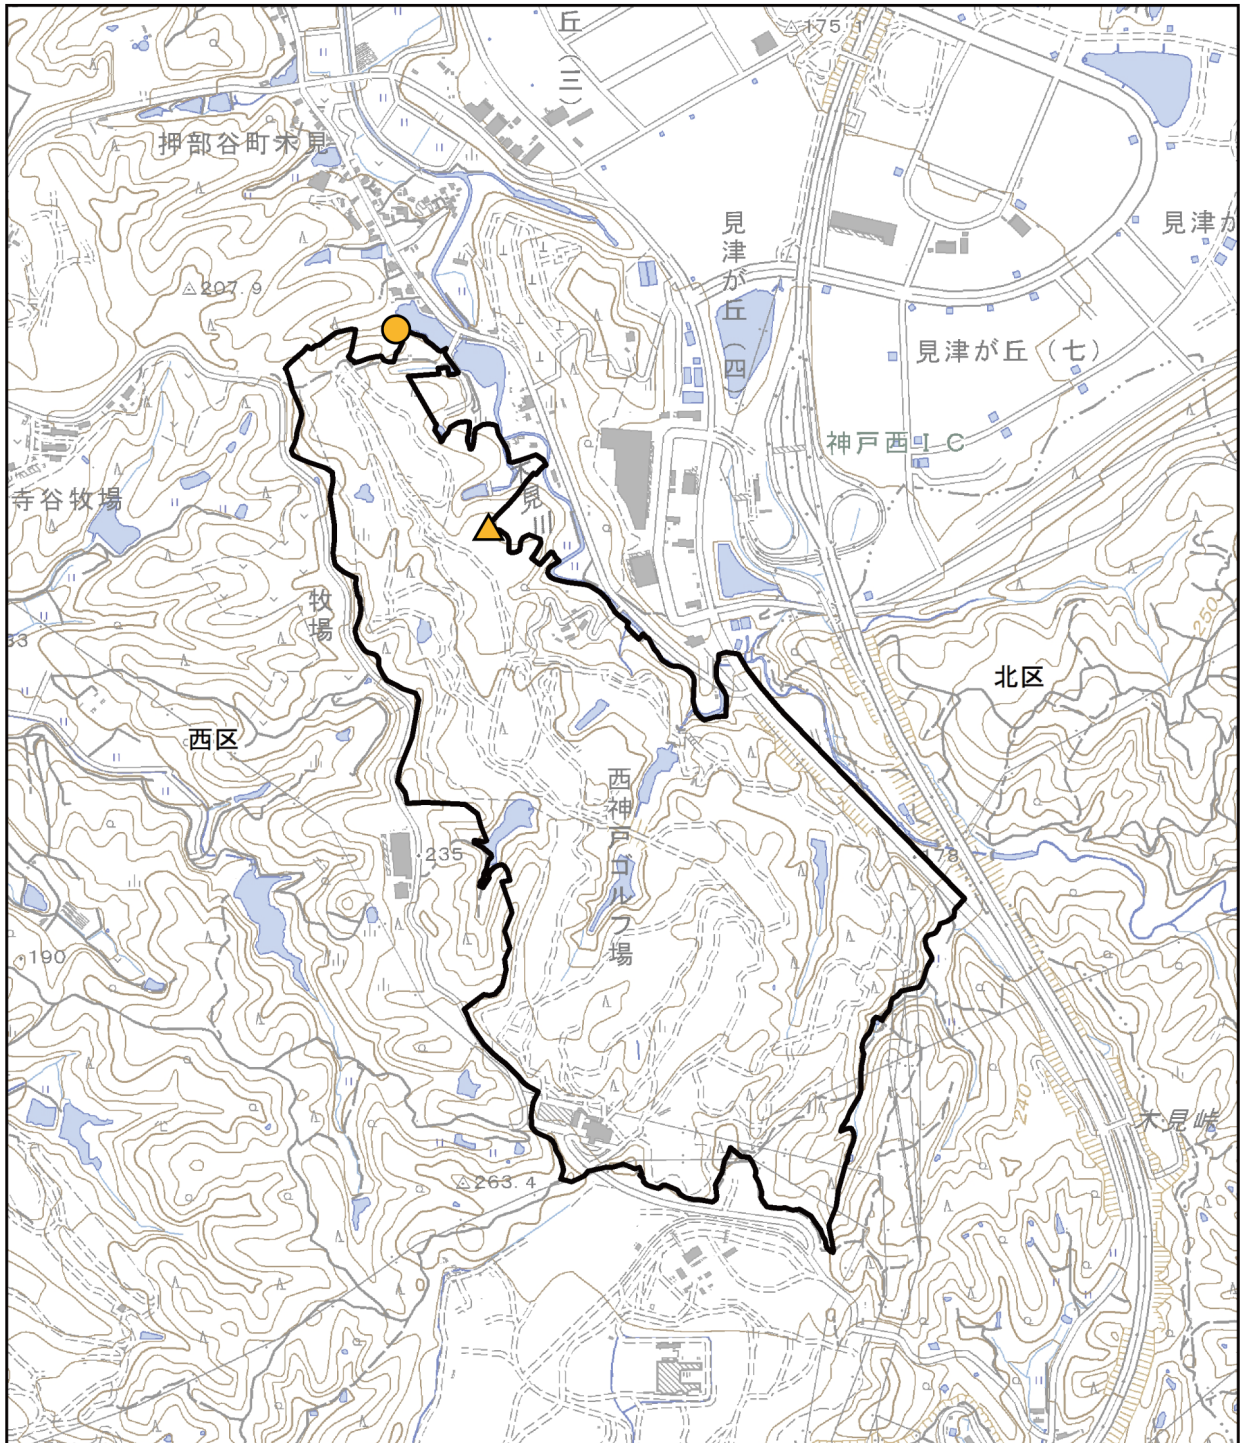 丘（三）
175.1
押部谷町木見
見津が丘（四）
見津が
207.9
見津が丘（七）
神戸西ＩＣ
寺谷牧場
木見川
牧場
250
北区
西区
西神戸ゴルフ場
235
178
190
240
木見峠
263.4